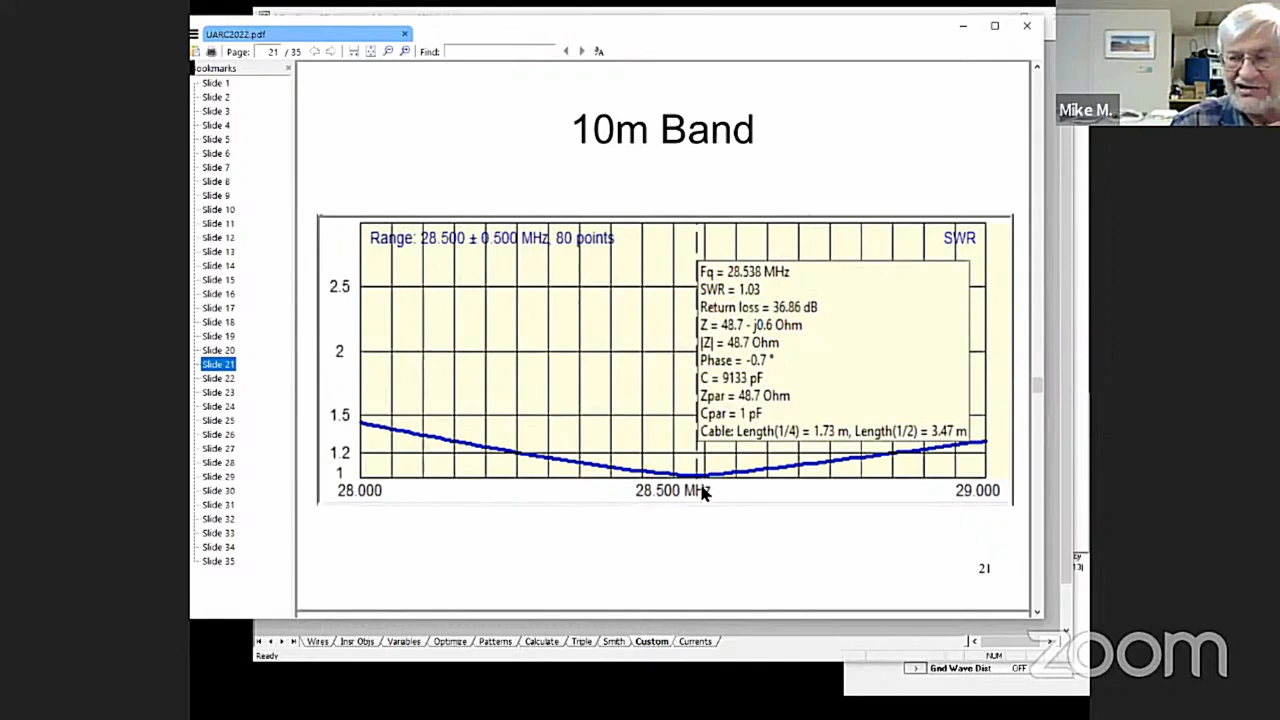 UARC2022.pdf
Page: 21 / 35 Find:
ookmarks
Slide 1
Slide 2
Slide 3
Slide 4
Slide 5
Slide 6
Slide 7
Slide 8
Slide 9
Slide 10
Slide 11
Slide 12
Slide 13
Slide 14
Slide 15
Slide 16
Slide 17
Slide 18
Slide 19
Slide 20
Slide 21
Slide 22
Slide 23
Slide 24
Slide 25
Slide 26
Slide 27
Slide 28
Slide 29
Slide 30
Slide 31
Slide 32
Slide 33
Slide 34
Slide 35
10m Band
Range: 28.500 ± 0.500 MHz, 80 points
SWR
2.5
2
1.5
1.2
1
Fq = 28.538 MHz
SWR = 1.03
Return loss = 36.86 dB
Z = 48.7 - j0.6 Ohm
|Z| = 48.7 Ohm
Phase = -0.7 °
C = 9133 pF
Zpar = 48.7 Ohm
Cpar = 1 pF
Cable: Length(1/4) = 1.73 m, Length(1/2) = 3.47 m
28.000
28.500 MHz
29.000
21
Mike M.
Wires Insr Objs Variables Optimize Patterns Calculate Triple Smith Custom Currents
Ready
NUM
Gnd Wave Dist OFF
zoom